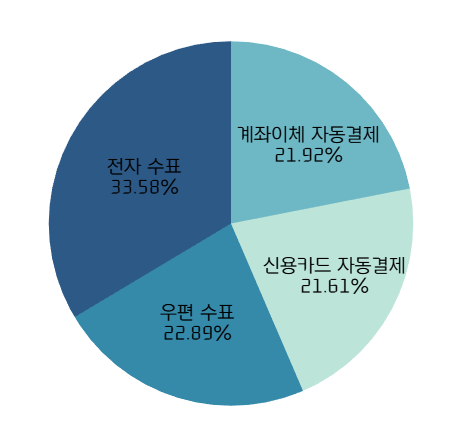 계좌이체 자동결제
21.92%
전자 수표
33.58%
신용카드 자동결제
21.61%
우편 수표
22.89%